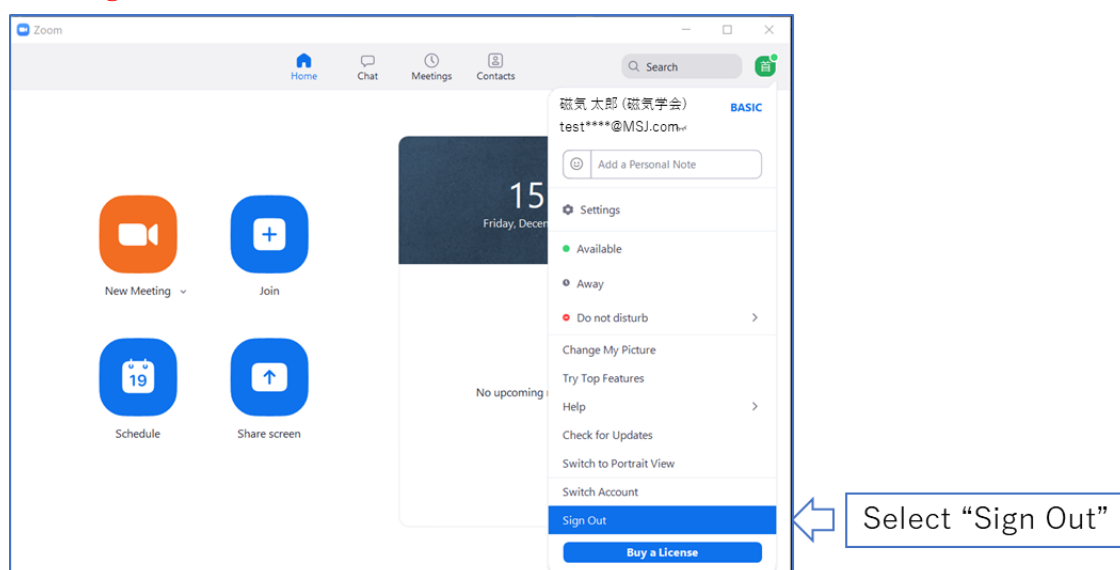 Zoom
Home
Chat
Meetings
Contacts
Search
首
磁気 太郎 (磁気学会)
BASIC
test****@MSJ.com
Add a Personal Note
15
Friday, Decem
Settings
Available
Away
Do not disturb
New Meeting
Join
Change My Picture
Try Top Features
19
No upcoming
Help
Schedule
Share screen
Check for Updates
Switch to Portrait View
Switch Account
Sign Out
Select “Sign Out”
Buy a License